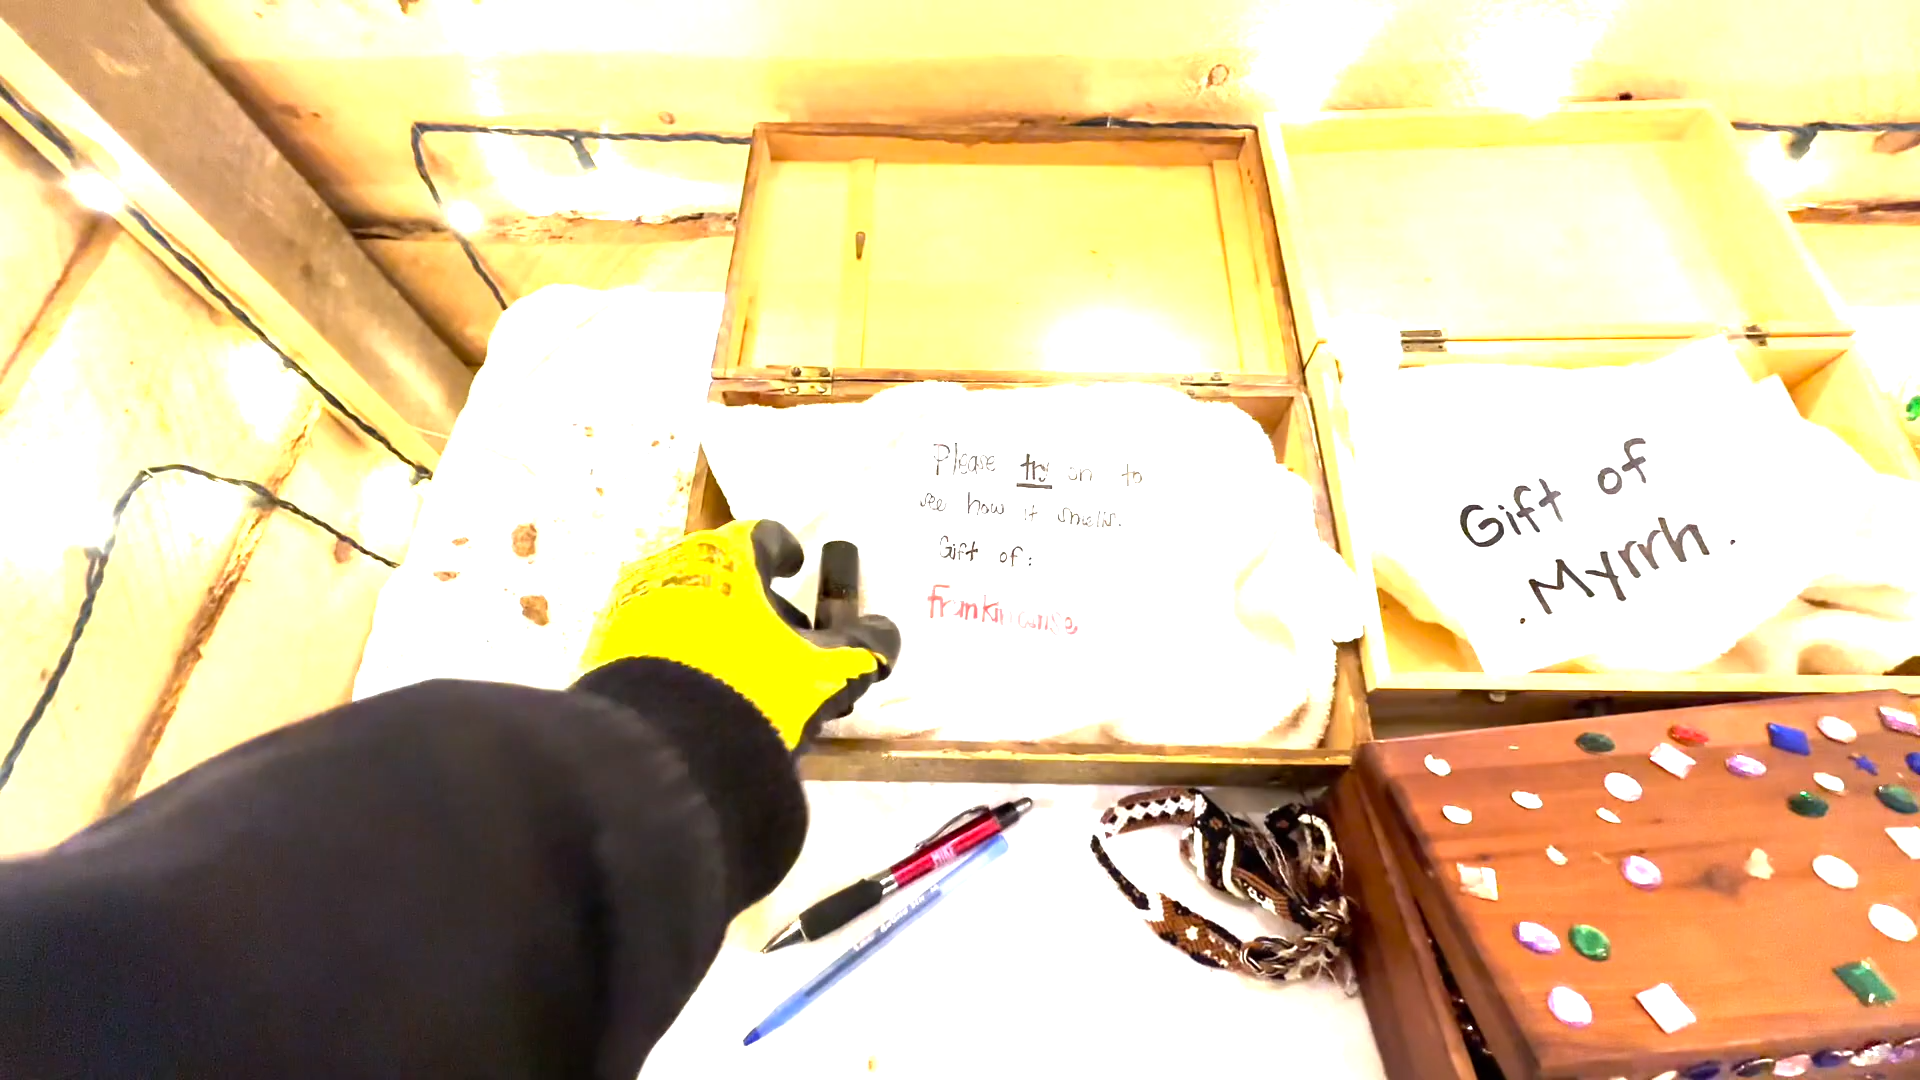 Please try on to
see how it smells.
Gift of:
Frankincense
Gift of
.Myrrh.